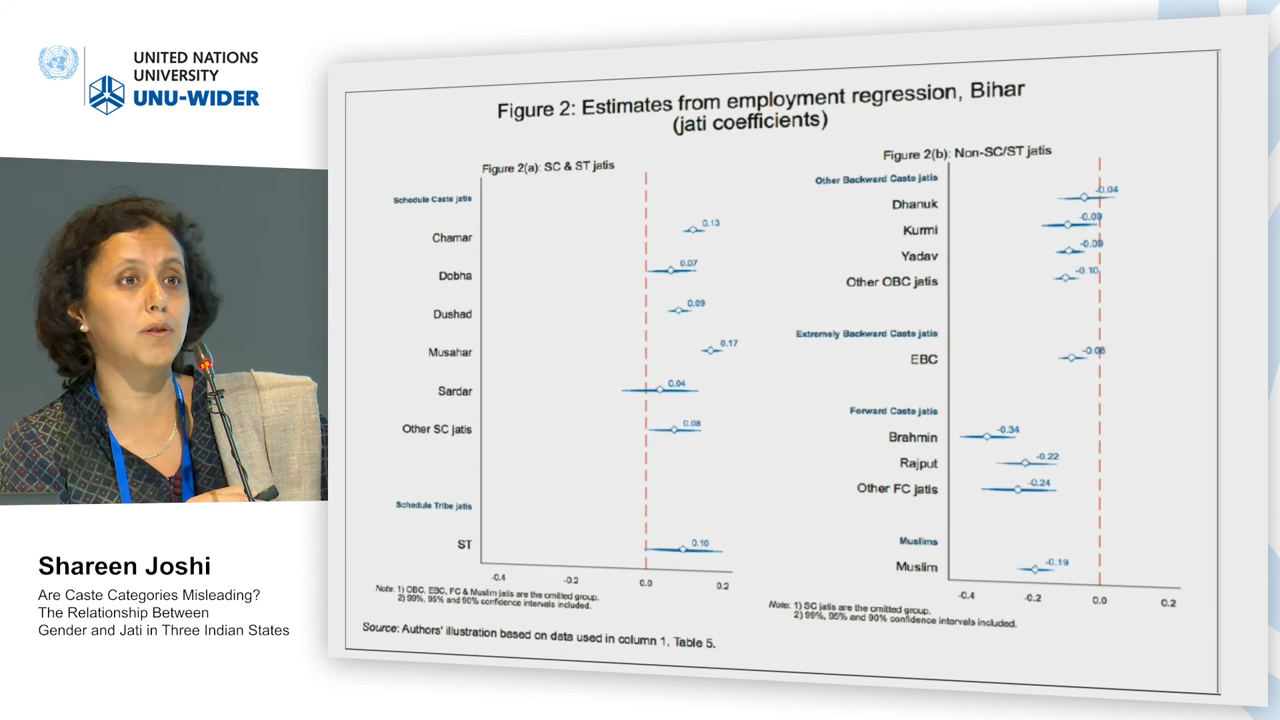 UNITED NATIONS
UNIVERSITY
UNU-WIDER
Shareen Joshi
Are Caste Categories Misleading?
The Relationship Between
Gender and Jati in Three Indian States
Figure 2: Estimates from employment regression, Bihar
(jati coefficients)
Figure 2(a): SC & ST jatis
Schedule Caste jatis
Chamar
0.13
Dobha
0.07
Dushad
0.09
Musahar
0.17
Sardar
0.04
Other SC jatis
0.08
Schedule Tribe jatis
ST
0.10
-0.4
-0.2
0.0
0.2
Note: 1) OBC, EBC, FC & Muslim jatis are the omitted group.
2) 99%, 95% and 90% confidence intervals included.
Figure 2(b): Non-SC/ST jatis
Other Backward Caste jatis
Dhanuk
-0.04
Kurmi
-0.09
Yadav
-0.09
Other OBC jatis
-0.10
Extremely Backward Caste jatis
EBC
-0.08
Forward Caste jatis
Brahmin
-0.34
Rajput
-0.22
Other FC jatis
-0.24
Muslims
Muslim
-0.19
-0.4
-0.2
0.0
0.2
Note: 1) SC jatis are the omitted group.
2) 99%, 95% and 90% confidence intervals included.
Source: Authors' illustration based on data used in column 1, Table 5.